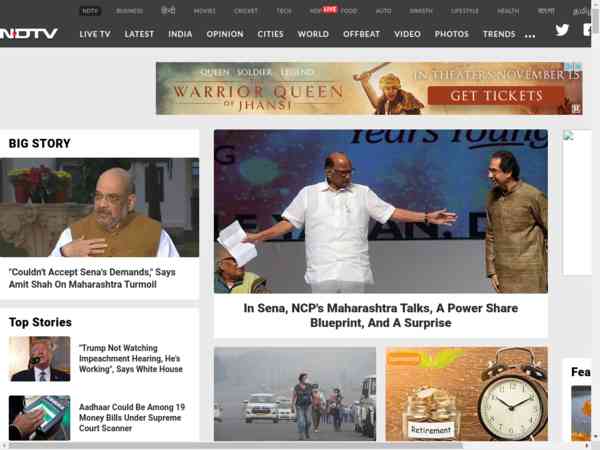 NDTV
BUSINESS
हिन्दी
MOVIES
CRICKET
TECH
HOP LIVE
FOOD
AUTO
SWASTH
LIFESTYLE
HEALTH
বাংলা
தமிழ்
NDTV
LIVE TV
LATEST
INDIA
OPINION
CITIES
WORLD
OFFBEAT
VIDEO
PHOTOS
TRENDS
...
QUEEN SOLDIER LEGEND
WARRIOR QUEEN
OF JHANSI
IN THEATERS NOVEMBER 15
GET TICKETS
BIG STORY
"Couldn't Accept Sena's Demands," Says
Amit Shah On Maharashtra Turmoil
Years Young
In Sena, NCP's Maharashtra Talks, A Power Share
Blueprint, And A Surprise
Top Stories
"Trump Not Watching
Impeachment Hearing, He's
Working", Says White House
Aadhaar Could Be Among 19
Money Bills Under Supreme
Court Scanner
Retirement
Fea